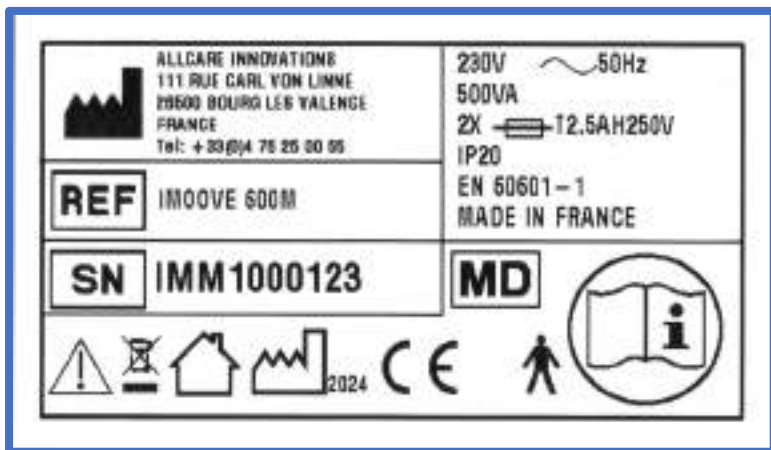 ALLCARE INNOVATIONS
111 RUE CARL VON LINNE
26500 BOURG LES VALENCE
FRANCE
Tel: +33(0)4 75 25 00 55
230V 50Hz
500VA
2X T2.5AH250V
IP20
EN 60601-1
MADE IN FRANCE
REF IMOOVE 600M
SN IMM1000123
MD
i
2024 CE